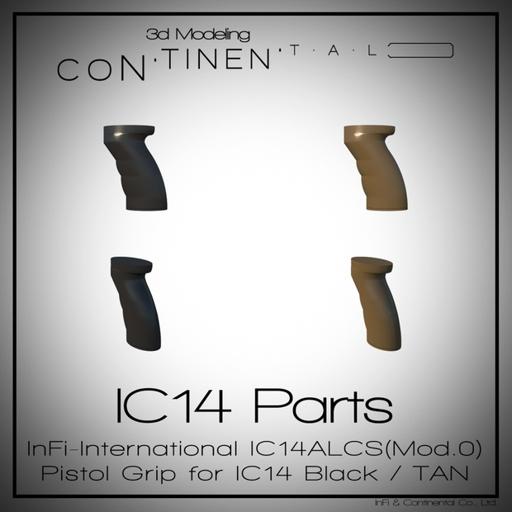 3d Modeling
CoN·TINEN·T·A·L
IC14 Parts
InFi-International IC14ALCS(Mod.0)
Pistol Grip for IC14 Black / TAN
InFi & Continental Co., Ltd.